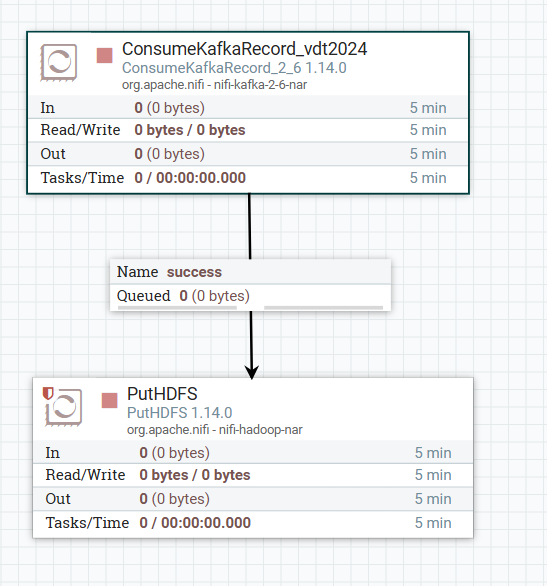 ConsumeKafkaRecord_vdt2024
ConsumeKafkaRecord_2_6 1.14.0
org.apache.nifi - nifi-kafka-2-6-nar
In 0 (0 bytes) 5 min
Read/Write 0 bytes / 0 bytes 5 min
Out 0 (0 bytes) 5 min
Tasks/Time 0 / 00:00:00.000 5 min
Name success
Queued 0 (0 bytes)
PutHDFS
PutHDFS 1.14.0
org.apache.nifi - nifi-hadoop-nar
In 0 (0 bytes) 5 min
Read/Write 0 bytes / 0 bytes 5 min
Out 0 (0 bytes) 5 min
Tasks/Time 0 / 00:00:00.000 5 min